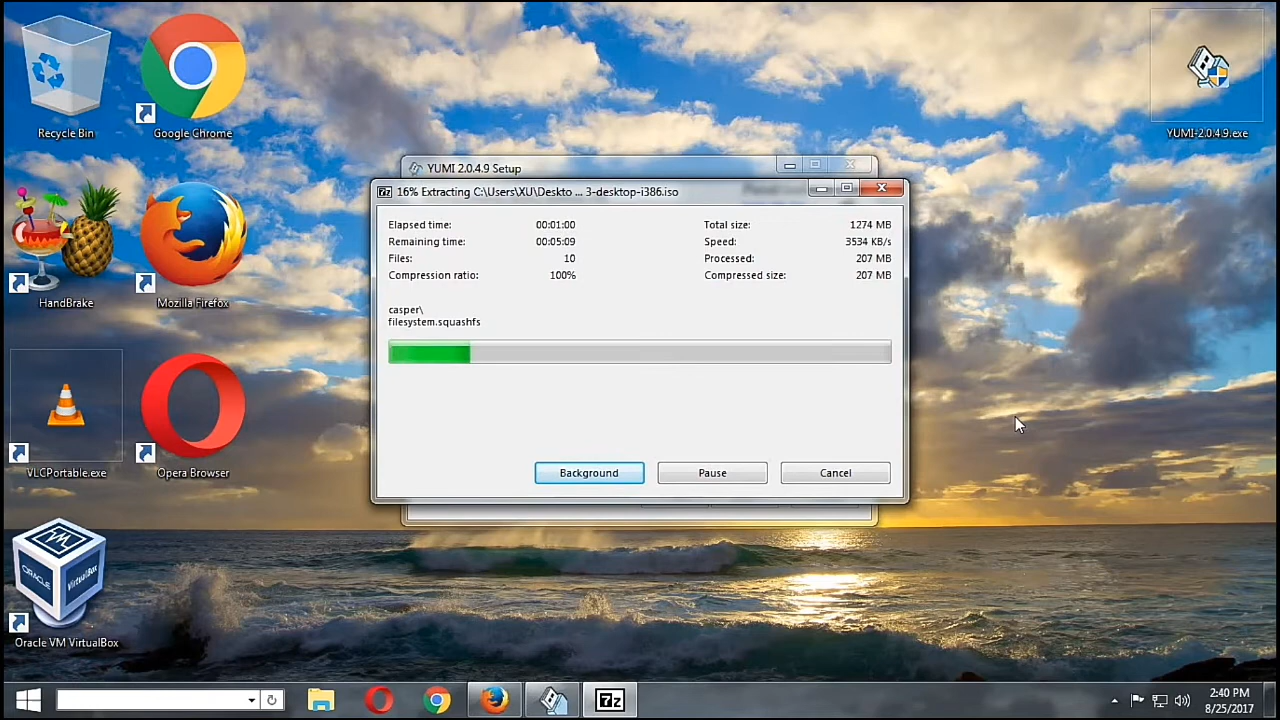 Recycle Bin
Google Chrome
YUMI-2.0.4.9.exe
HandBrake
Mozilla Firefox
VLCPortable.exe
Opera Browser
ORACLE
VirtualBox
Oracle VM VirtualBox
YUMI 2.0.4.9 Setup
7z 16% Extracting C:\Users\XU\Deskto ... 3-desktop-i386.iso
Elapsed time: 00:01:00 Total size: 1274 MB
Remaining time: 00:05:09 Speed: 3534 KB/s
Files: 10 Processed: 207 MB
Compression ratio: 100% Compressed size: 207 MB
casper\
filesystem.squashfs
Background Pause Cancel
7z
2:40 PM
8/25/2017